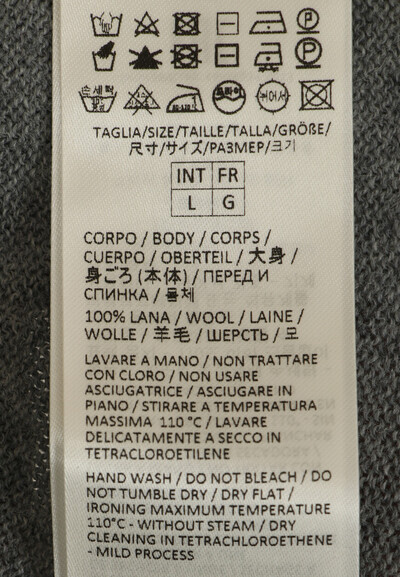 TAGLIA/SIZE/TAILLE/TALLA/GRÖßE/
尺寸/サイズ/PA3MEP/크기
INT FR
L G
CORPO / BODY / CORPS /
CUERPO / OBERTEIL / 大身 /
身ごろ (本体) / ПЕРЕД И
СПИНКА / 몸체
100% LANA / WOOL / LAINE /
WOLLE / 羊毛 / ШЕРСТЬ / 모
LAVARE A MANO / NON TRATTARE
CON CLORO / NON USARE
ASCIUGATRICE / ASCIUGARE IN
PIANO / STIRARE A TEMPERATURA
MASSIMA 110 °C / LAVARE
DELICATAMENTE A SECCO IN
TETRACLOROETILENE
HAND WASH / DO NOT BLEACH / DO
NOT TUMBLE DRY / DRY FLAT /
IRONING MAXIMUM TEMPERATURE
110°C - WITHOUT STEAM / DRY
CLEANING IN TETRACHLOROETHENE
- MILD PROCESS